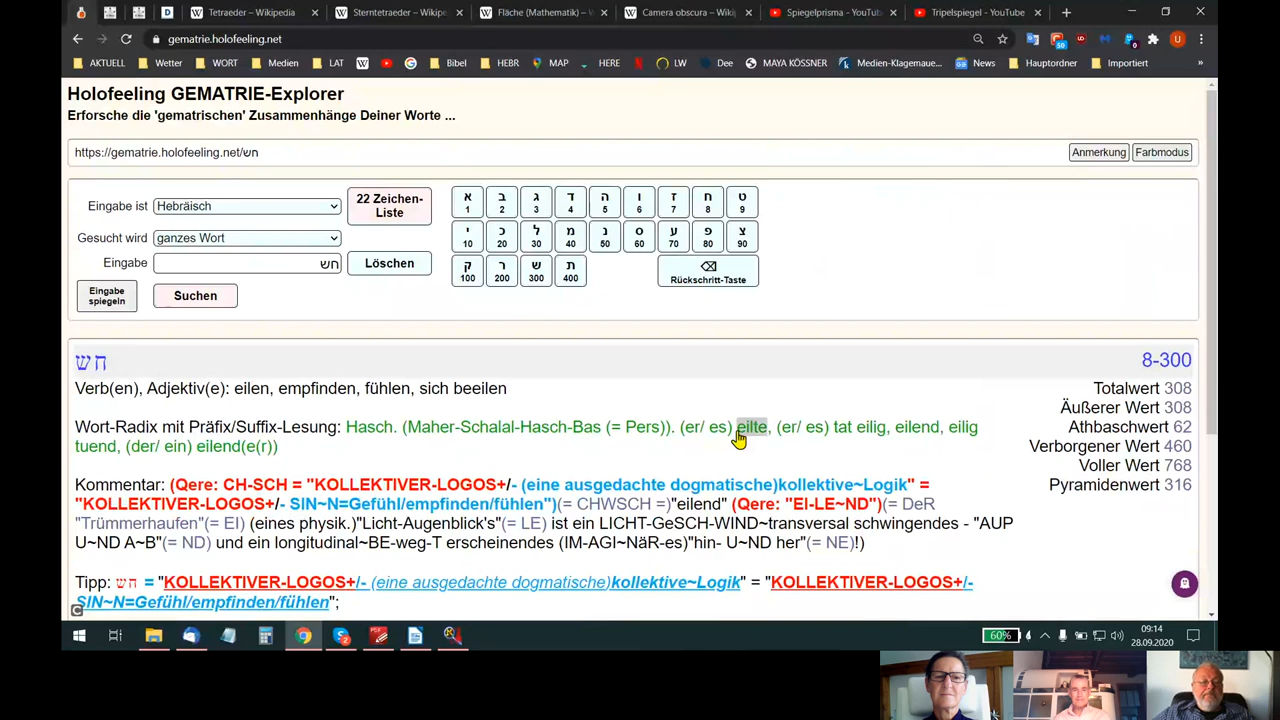 Tetraeder – Wikipedia
Sterntetraeder – Wikipe
Fläche (Mathematik) –
Camera obscura – Wikipe
Spiegelprisma - YouTu
Tripelspiegel - YouTube
gematrie.holofeeling.net
50
0
U
AKTUELL
Wetter
WORT
Medien
LAT
Bibel
HEBR
MAP
HERE
LW
Dee
MAYA KÖSSNER
Medien-Klagemaue...
News
Hauptordner
Importiert
»
Holofeeling GEMATRIE-Explorer
Erforsche die 'gematrischen' Zusammenhänge Deiner Worte ...
https://gematrie.holofeeling.net/חש
Anmerkung
Farbmodus
Eingabe ist
Hebräisch
22 Zeichen-
Liste
Gesucht wird
ganzes Wort
Eingabe
חש
Löschen
Eingabe
spiegeln
Suchen
א ב ג ד ה ו ז ח ט
1 2 3 4 5 6 7 8 9
י כ ל מ נ ס ע פ צ
10 20 30 40 50 60 70 80 90
ק ר ש ת
100 200 300 400
Rückschritt-Taste
חש
8-300
Verb(en), Adjektiv(e): eilen, empfinden, fühlen, sich beeilen
Wort-Radix mit Präfix/Suffix-Lesung: Hasch. (Maher-Schalal-Hasch-Bas (= Pers)). (er/ es) eilte, (er/ es) tat eilig, eilend, eilig
tuend, (der/ ein) eilend(e(r))
Totalwert 308
Äußerer Wert 308
Athbaschwert 62
Verborgener Wert 460
Voller Wert 768
Pyramidenwert 316
Kommentar: (Qere: CH-SCH = "KOLLEKTIVER-LOGOS+/- (eine ausgedachte dogmatische)kollektive~Logik" =
"KOLLEKTIVER-LOGOS+/- SIN~N=Gefühl/empfinden/fühlen")(= CHWSCH =)"eilend" (Qere: "EI-LE~ND")(= DeR
"Trümmerhaufen"(= EI) (eines physik.)"Licht-Augenblick's"(= LE) ist ein LICHT-GeSCH-WIND~transversal schwingendes - "AUP
U~ND A~B"(= ND) und ein longitudinal~BE-weg-T erscheinendes (IM-AGI~NäR-es)"hin- U~ND her"(= NE)!)
Tipp: חש = "KOLLEKTIVER-LOGOS+/- (eine ausgedachte dogmatische)kollektive~Logik" = "KOLLEKTIVER-LOGOS+/-
SIN~N=Gefühl/empfinden/fühlen";
60%
09:14
28.09.2020